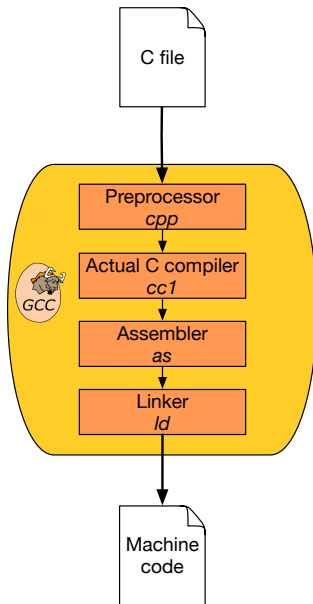 C file
Preprocessor
cpp
Actual C compiler
cc1
GCC
Assembler
as
Linker
ld
Machine
code